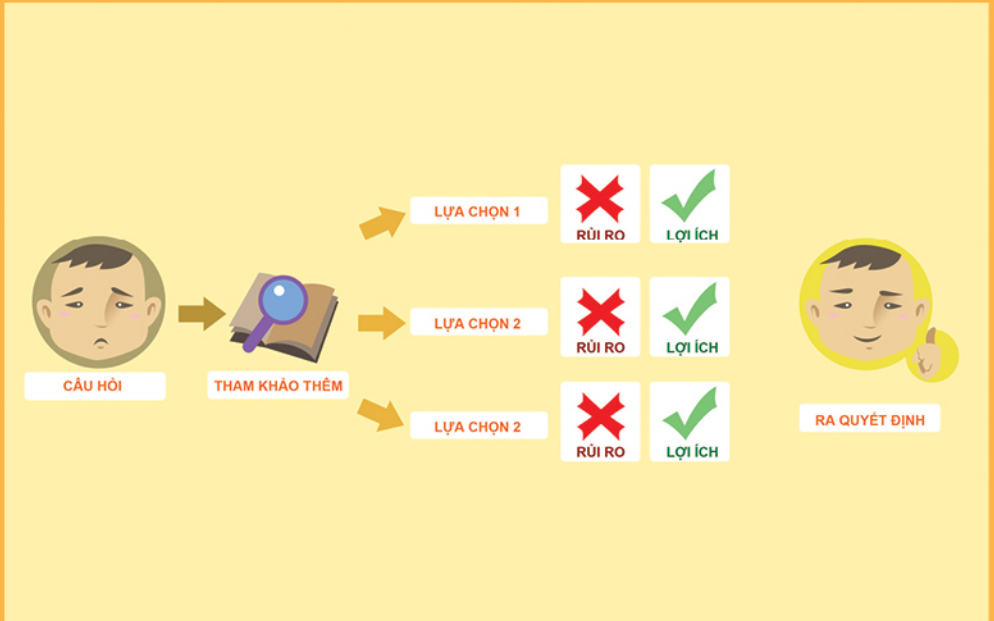 CÂU HỎI
THAM KHẢO THÊM
LỰA CHỌN 1
RỦI RO
LỢI ÍCH
LỰA CHỌN 2
RỦI RO
LỢI ÍCH
LỰA CHỌN 2
RỦI RO
LỢI ÍCH
RA QUYẾT ĐỊNH